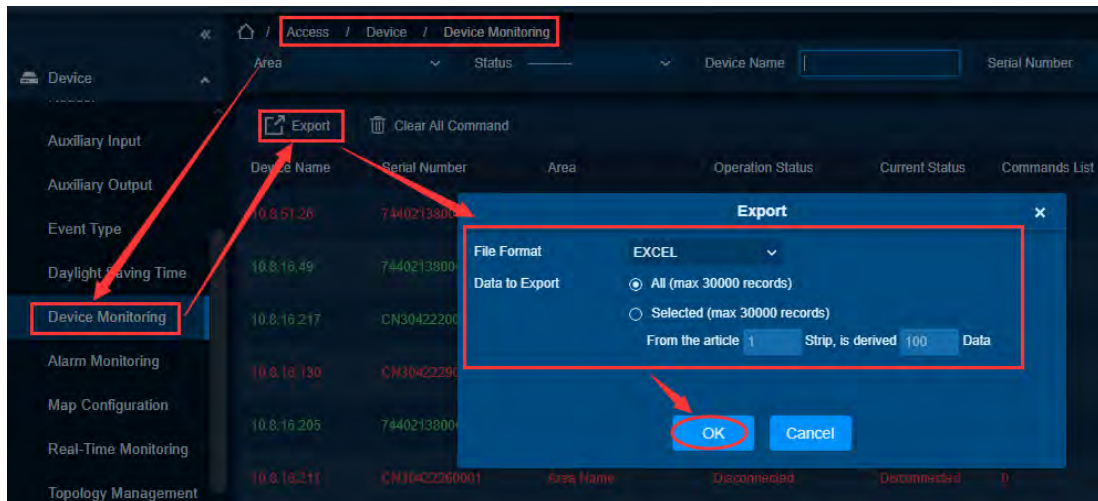 « / Access / Device / Device Monitoring
Area Status ——— Device Name Serial Number
Device
Export Clear All Command
Auxiliary Input
Device Name Serial Number Area Operation Status Current Status Commands List
Auxiliary Output
Export ×
10.8.51.26
Event Type
File Format EXCEL
10.8.16.49
Daylight Saving Time
Data to Export All (max 30000 records)
Selected (max 30000 records)
Device Monitoring
10.8.16.217 CN30422200
From the article 1 Strip, is derived 100 Data
Alarm Monitoring
10.8.16.130
Map Configuration
10.8.16.205
OK Cancel
Real-Time Monitoring
10.8.16.211 CN30422260001 Area Name Disconnected Disconnected 0
Topology Management